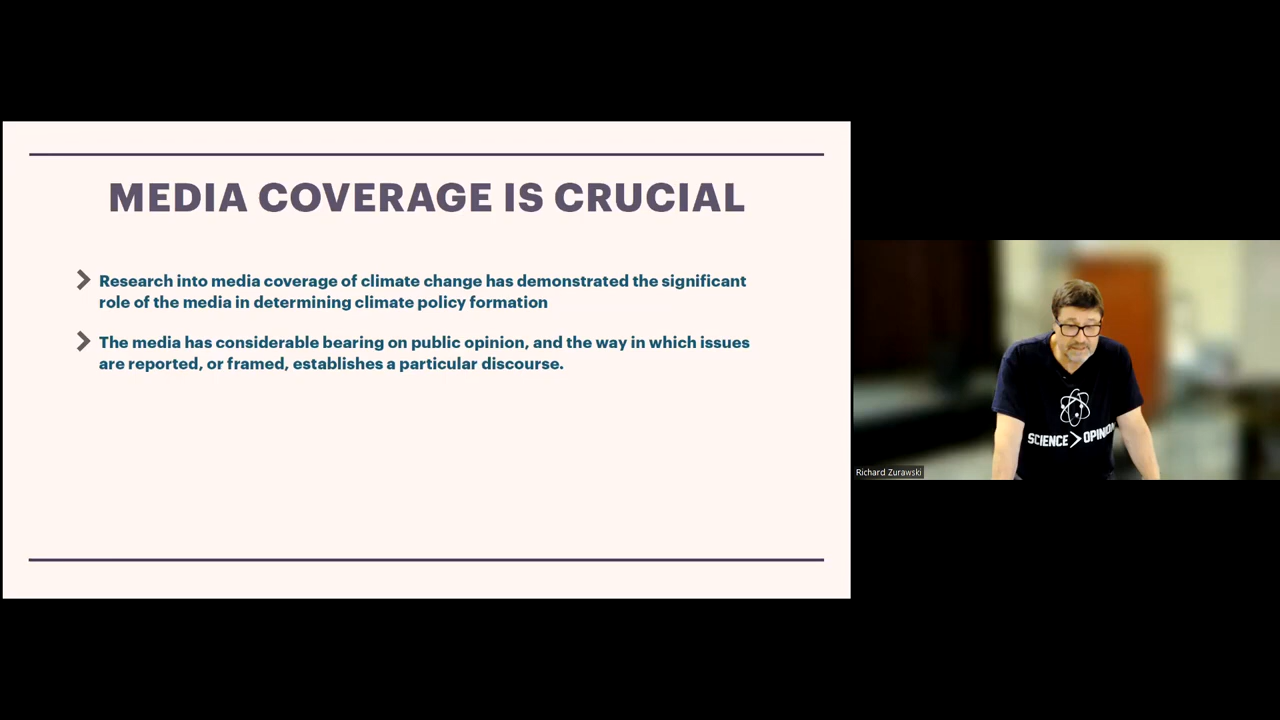 MEDIA COVERAGE IS CRUCIAL
Research into media coverage of climate change has demonstrated the significant
role of the media in determining climate policy formation
The media has considerable bearing on public opinion, and the way in which issues
are reported, or framed, establishes a particular discourse.
SCIENCE>OPINION
Richard Zurawski